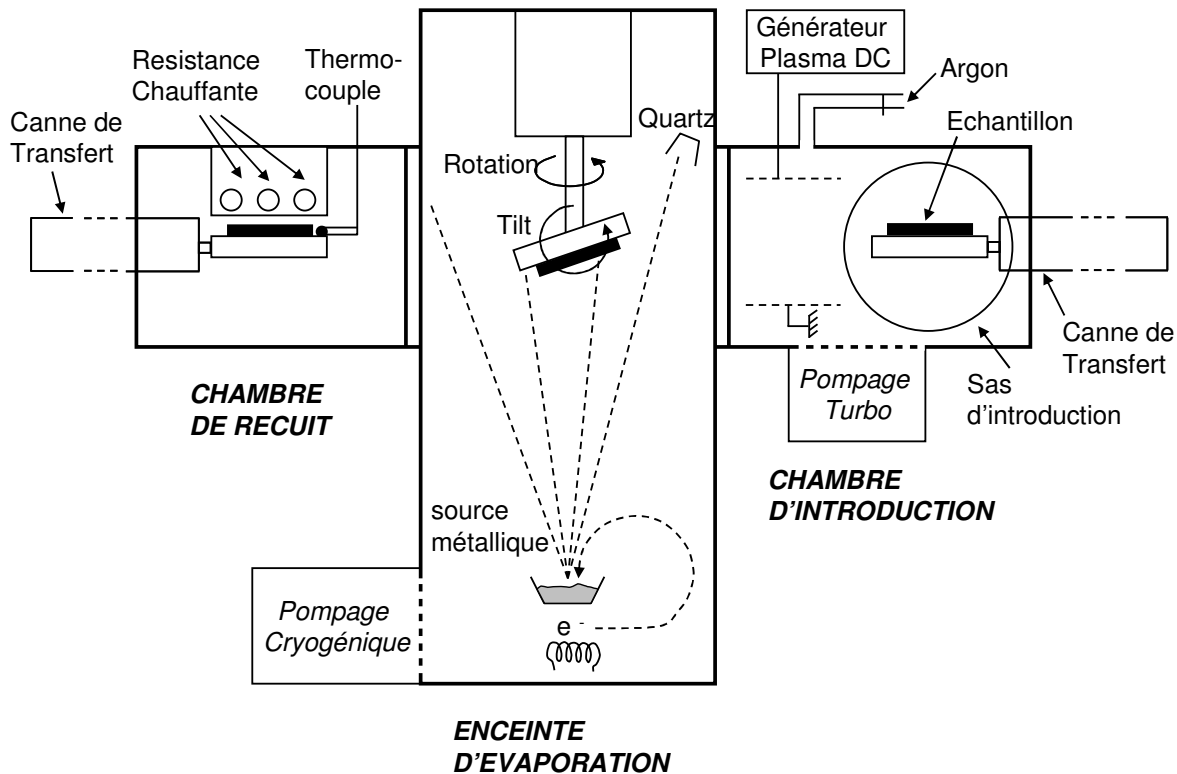 Resistance
Chauffante
Thermo-
couple
Canne de
Transfert
CHAMBRE
DE RECUIT
Rotation
Tilt
Quartz
source
métallique
e -
Pompage
Cryogénique
ENCEINTE
D'EVAPORATION
Générateur
Plasma DC
Argon
Echantillon
Canne de
Transfert
Sas
d'introduction
Pompage
Turbo
CHAMBRE
D'INTRODUCTION